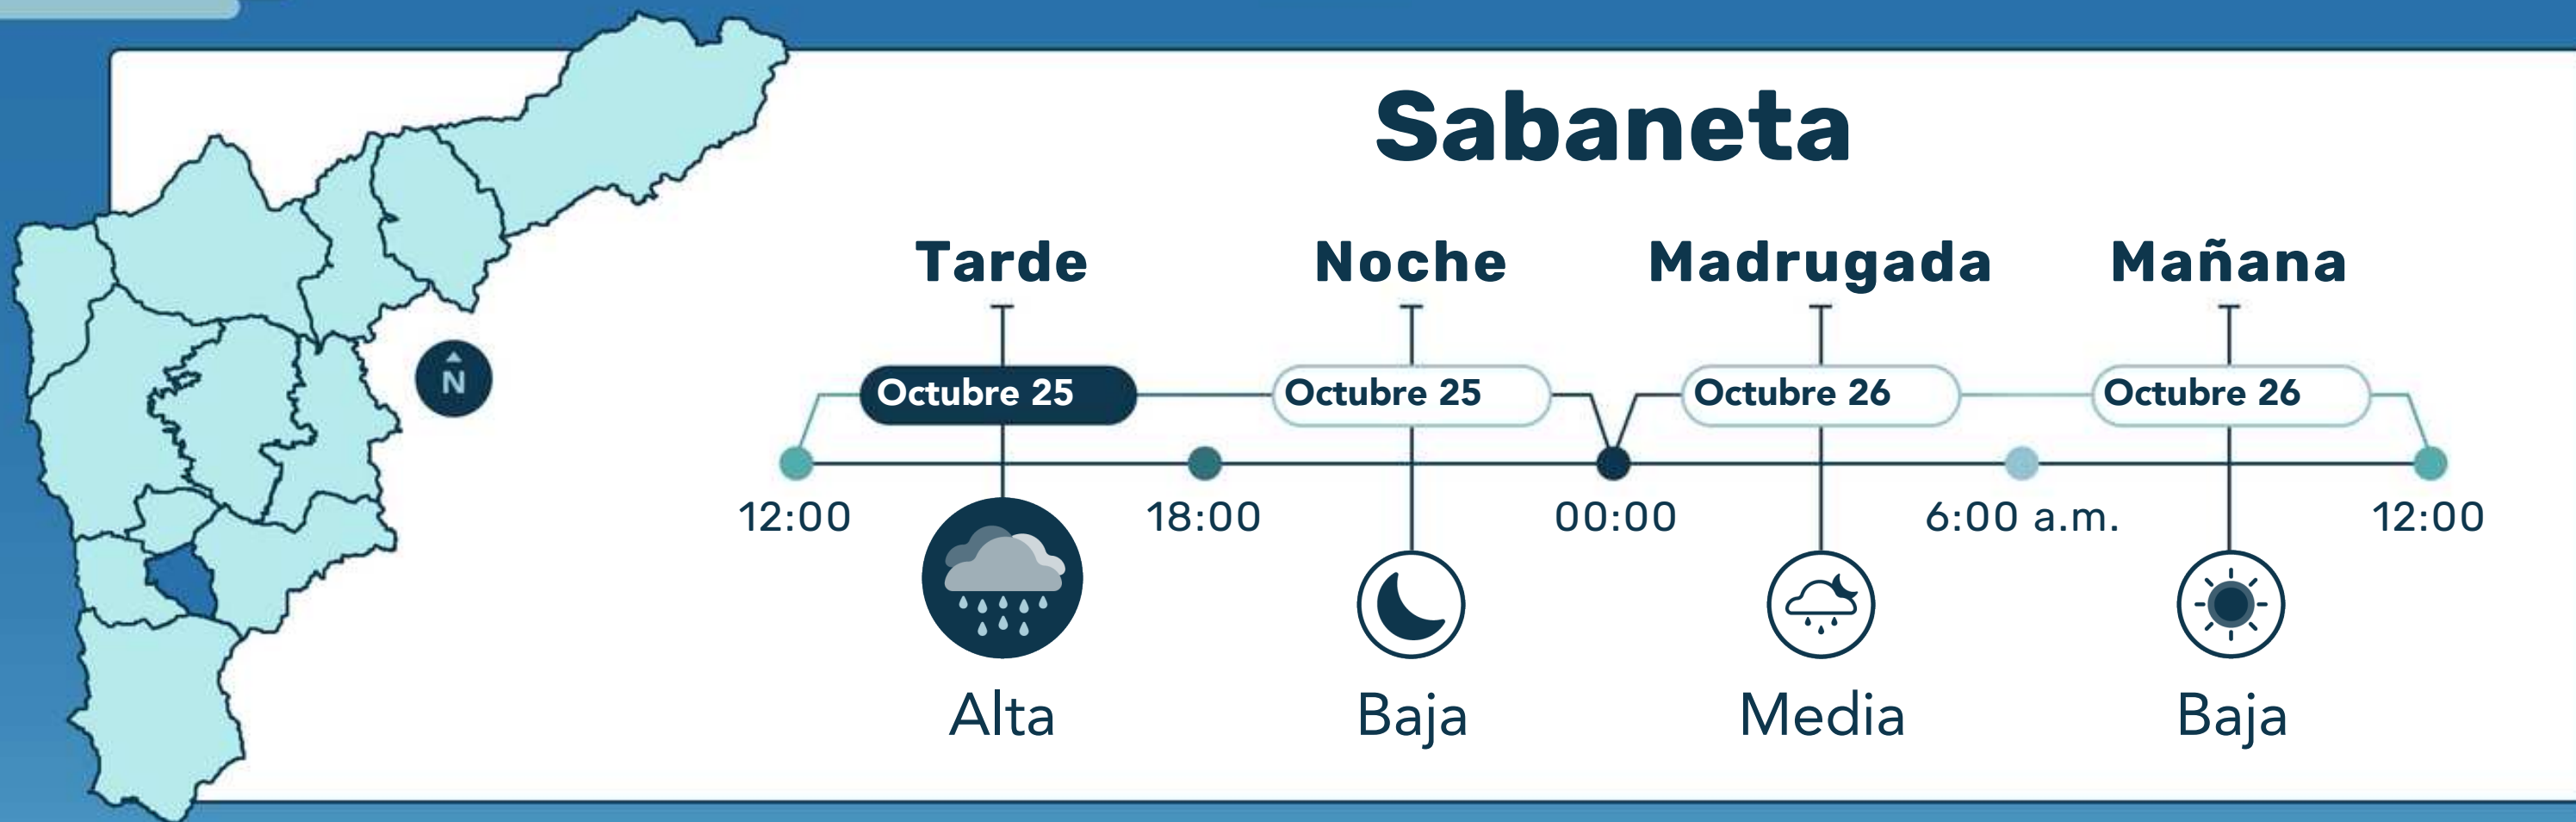 Sabaneta
Tarde Noche Madrugada Mañana
N
Octubre 25 Octubre 25 Octubre 26 Octubre 26
12:00 18:00 00:00 6:00 a.m. 12:00
Alta Baja Media Baja